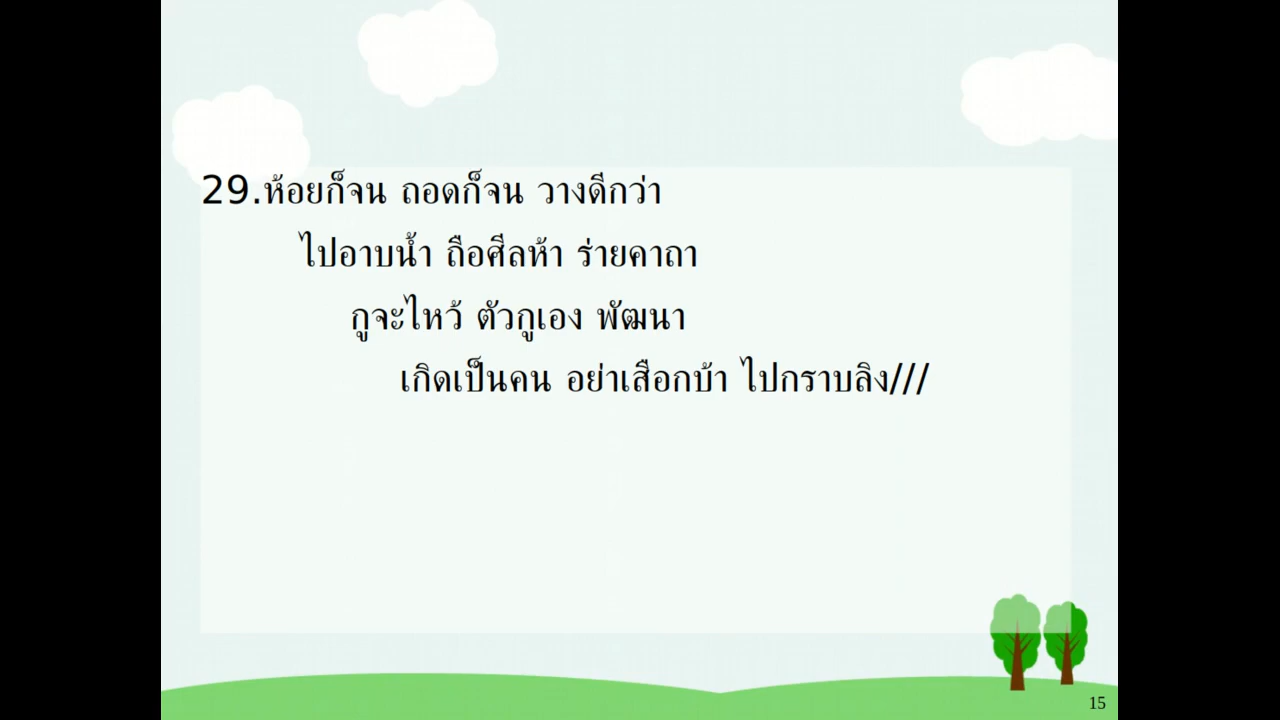 29.ห้อยก็จน ถอดก็จน วางดีกว่า
ไปอาบน้ำ ถือศีลห้า ร่ายคาถา
กูจะไหว้ ตัวกูเอง พัฒนา
เกิดเป็นคน อย่าเสือกบ้า ไปกราบลิง///
15